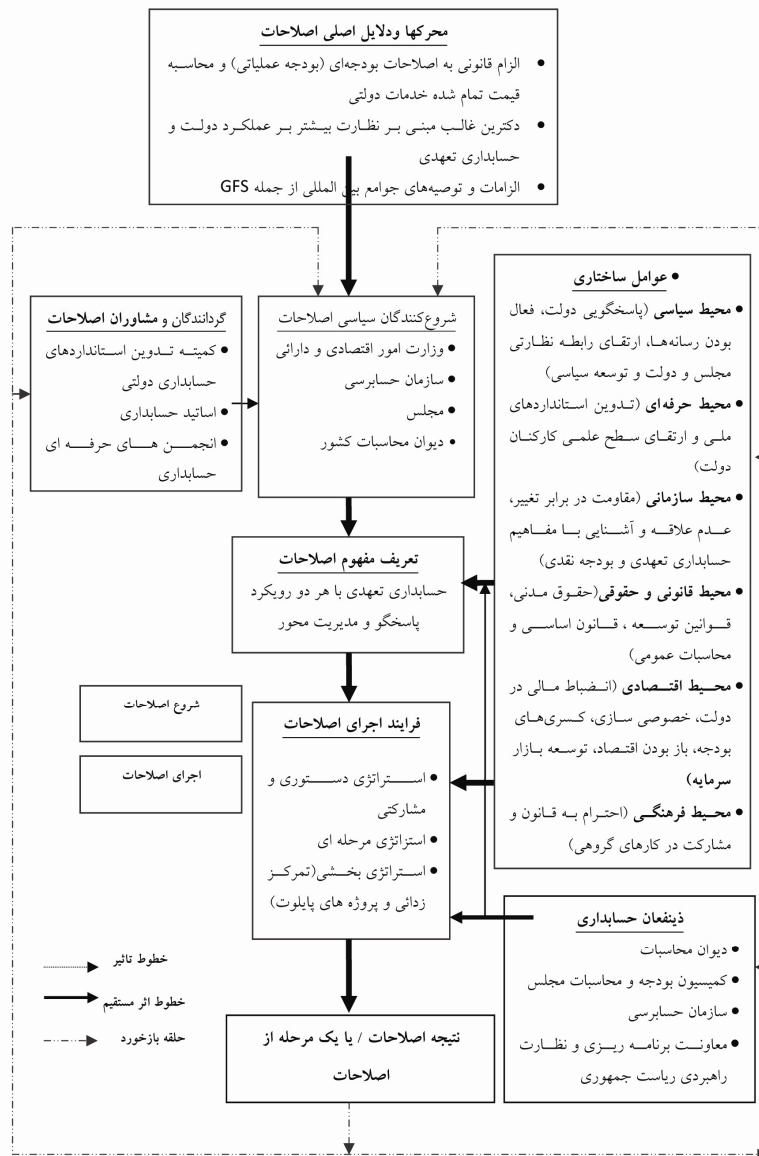 محرکها ودلایل اصلی اصلاحات
• الزام قانونی به اصلاحات بودجه‌ای (بودجه عملیاتی) و محاسبه
قیمت تمام شده خدمات دولتی
• دکترین غالب مبنی بر نظارت بیشتر بر عملکرد دولت و
حسابداری تعهدی
• الزامات و توصیه‌های جوامع بین المللی از جمله GFS
• عوامل ساختاری
• محیط سیاسی (پاسخگویی دولت، فعال
بودن رسانه‌ها، ارتقای رابطه نظارتی
مجلس و دولت و توسعه سیاسی)
• محیط حرفه‌ای (تدوین استانداردهای
ملی و ارتقای سطح علمی کارکنان
دولت)
• محیط سازمانی (مقاومت در برابر تغییر،
عدم علاقه و آشنایی با مفاهیم
حسابداری تعهدی و بودجه نقدی)
• محیط قانونی و حقوقی(حقوق مدنی،
قوانین توسعه ، قانون اساسی و
محاسبات عمومی)
• محیط اقتصادی (انضباط مالی در
دولت، خصوصی سازی، کسری‌های
بودجه، باز بودن اقتصاد، توسعه بازار
سرمایه)
• محیط فرهنگی (احترام به قانون و
مشارکت در کارهای گروهی)
شروع‌کنندگان سیاسی اصلاحات
• وزارت امور اقتصادی و دارائی
• سازمان حسابرسی
• مجلس
• دیوان محاسبات کشور
گردانندگان و مشاوران اصلاحات
• کمیته تدوین استانداردهای
حسابداری دولتی
• اساتید حسابداری
• انجمن های حرفه ای
حسابداری
تعریف مفهوم اصلاحات
حسابداری تعهدی با هر دو رویکرد
پاسخگو و مدیریت محور
شروع اصلاحات
اجرای اصلاحات
فرایند اجرای اصلاحات
• استراتژی دستوری و
مشارکتی
• استزاتژی مرحله ای
• استراتژی بخشی(تمرکز
زدائی و پروژه های پایلوت)
ذینفعان حسابداری
• دیوان محاسبات
• کمیسیون بودجه و محاسبات مجلس
• سازمان حسابرسی
• معاونت برنامه ریزی و نظارت
راهبردی ریاست جمهوری
خطوط تاثیر
خطوط اثر مستقیم
حلقه بازخورد
نتیجه اصلاحات / یا یک مرحله از
اصلاحات